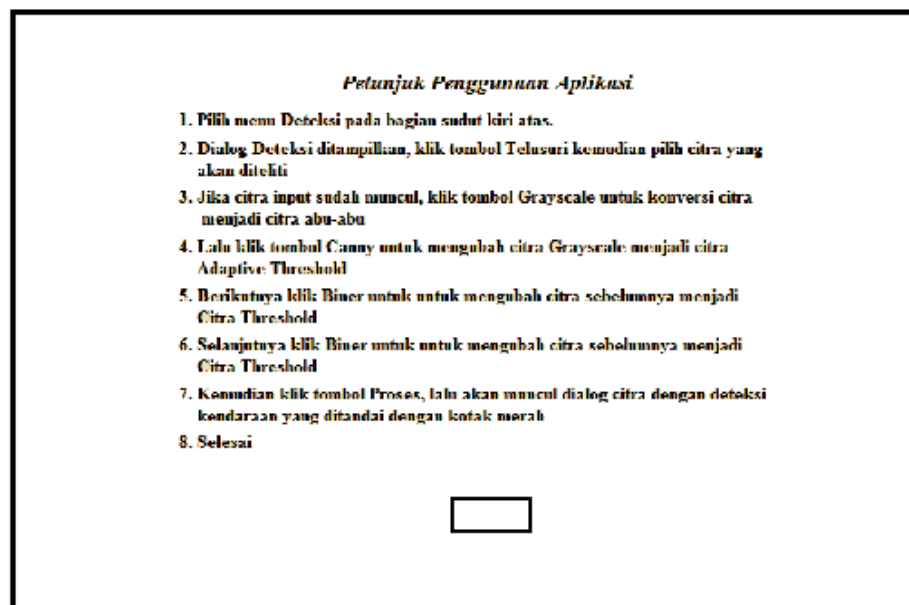 Petunjuk Penggunaan Aplikasi
1. Pilih menu Deteksi pada bagian sudut kiri atas.
2. Dialog Deteksi ditampilkan, klik tombol Telusuri kemudian pilih citra yang
akan diteliti
3. Jika citra input sudah muncul, klik tombol Grayscale untuk konversi citra
menjadi citra abu-abu
4. Lalu klik tombol Canny untuk mengubah citra Grayscale menjadi citra
Adaptive Threshold
5. Berikutnya klik Biner untuk untuk mengubah citra sebelumnya menjadi
Citra Threshold
6. Selanjutnya klik Biner untuk untuk mengubah citra sebelumnya menjadi
Citra Threshold
7. Kemudian klik tombol Proses, lalu akan muncul dialog citra dengan deteksi
kendaraan yang ditandai dengan kotak merah
8. Selesai